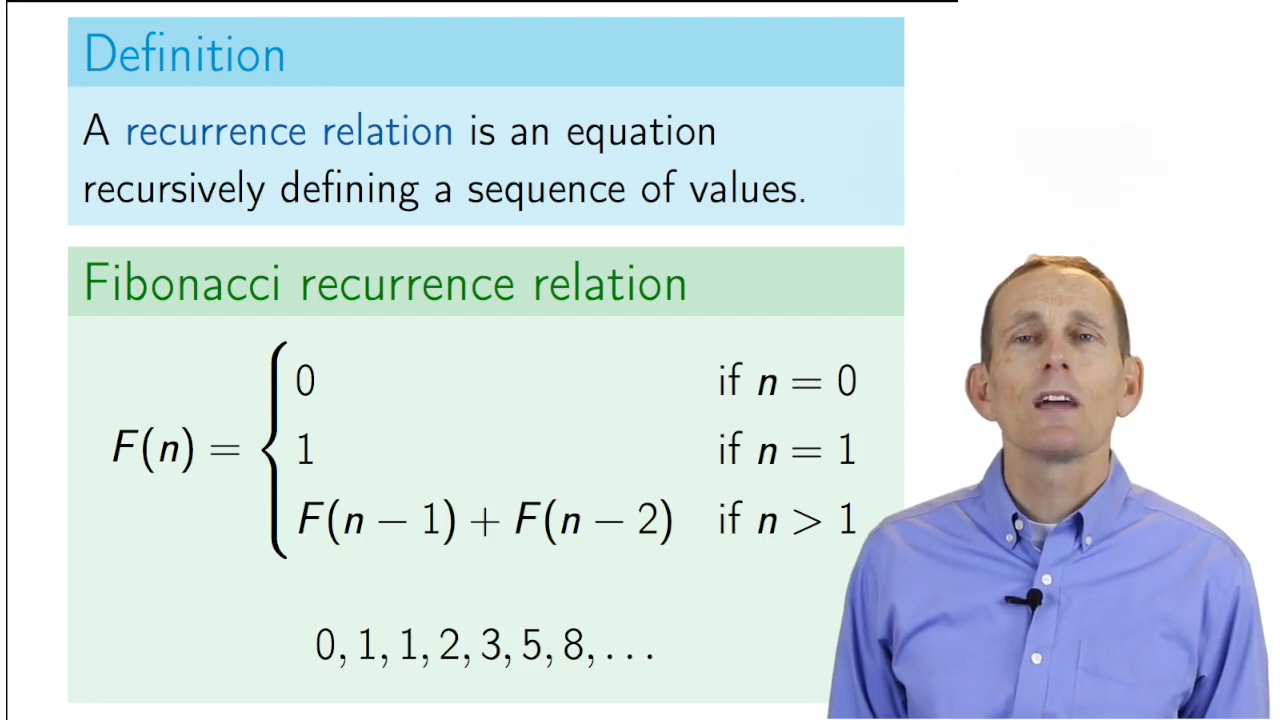 Definition
A recurrence relation is an equation
recursively defining a sequence of values.
Fibonacci recurrence relation
0 if n = 0
F(n) = { 1 if n = 1
F(n − 1) + F(n − 2) if n > 1
0, 1, 1, 2, 3, 5, 8, . . .